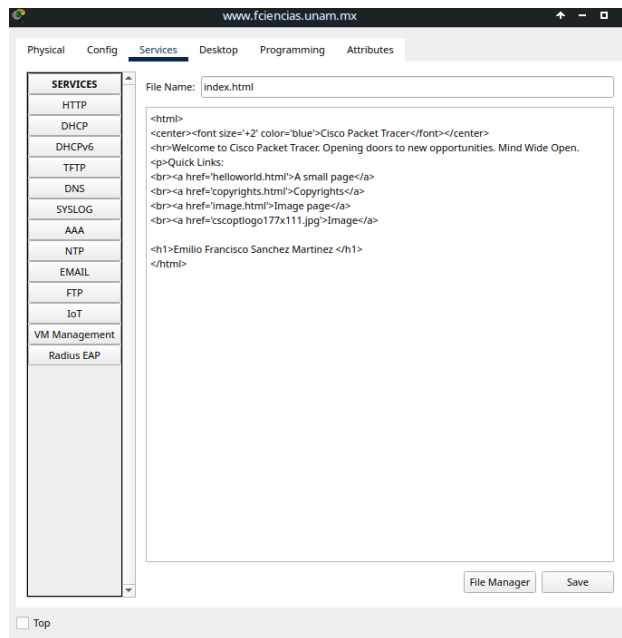 www.fciencias.unam.mx
Physical Config Services Desktop Programming Attributes
SERVICES
HTTP
DHCP
DHCPv6
TFTP
DNS
SYSLOG
AAA
NTP
EMAIL
FTP
IoT
VM Management
Radius EAP
File Name: index.html
<html>
<center><font size='+2' color='blue'>Cisco Packet Tracer</font></center>
<hr>Welcome to Cisco Packet Tracer. Opening doors to new opportunities. Mind Wide Open.
<p>Quick Links:
<br><a href='helloworld.html'>A small page</a>
<br><a href='copyrights.html'>Copyrights</a>
<br><a href='image.html'>Image page</a>
<br><a href='cscoptlogo177x111.jpg'>Image</a>
<h1>Emilio Francisco Sanchez Martinez </h1>
</html>
File Manager Save
Top